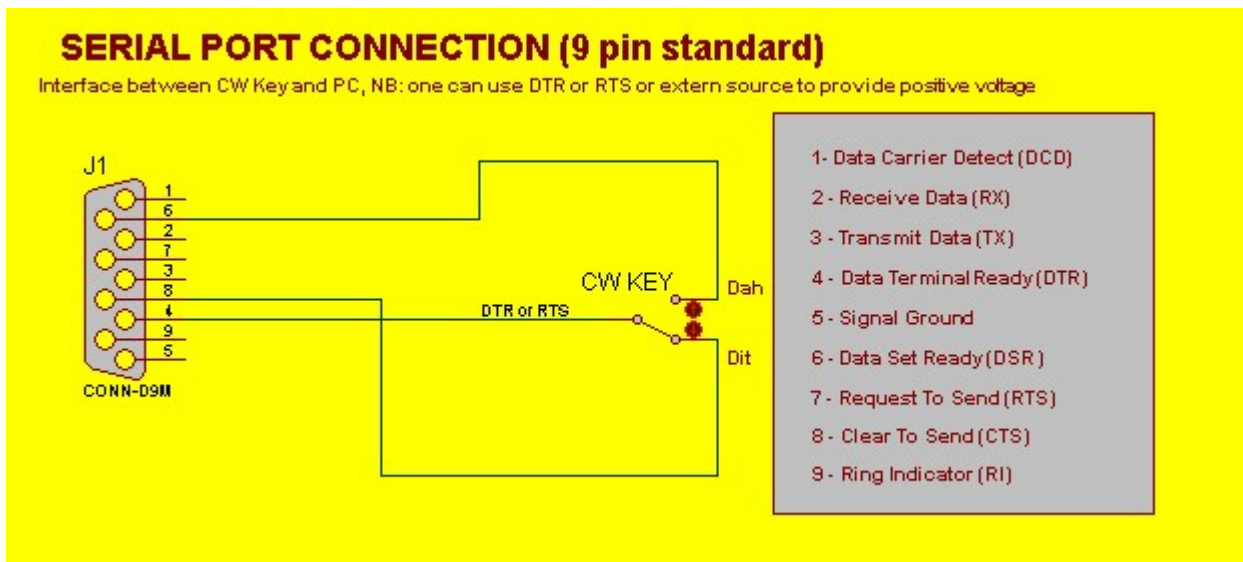 SERIAL PORT CONNECTION (9 pin standard)
Interface between CW Key and PC, NB: one can use DTR or RTS or extern source to provide positive voltage
J1
1
6
2
7
3
8
4
9
5
CONN-D9M
DTR or RTS
CW KEY
Dah
Dit
1- Data Carrier Detect (DCD)
2 - Receive Data (RX)
3 - Transmit Data (TX)
4 - Data Terminal Ready (DTR)
5 - Signal Ground
6 - Data Set Ready (DSR )
7 - Request To Send (RTS)
8 - Clear To Send (CTS)
9 - Ring Indicator (RI)